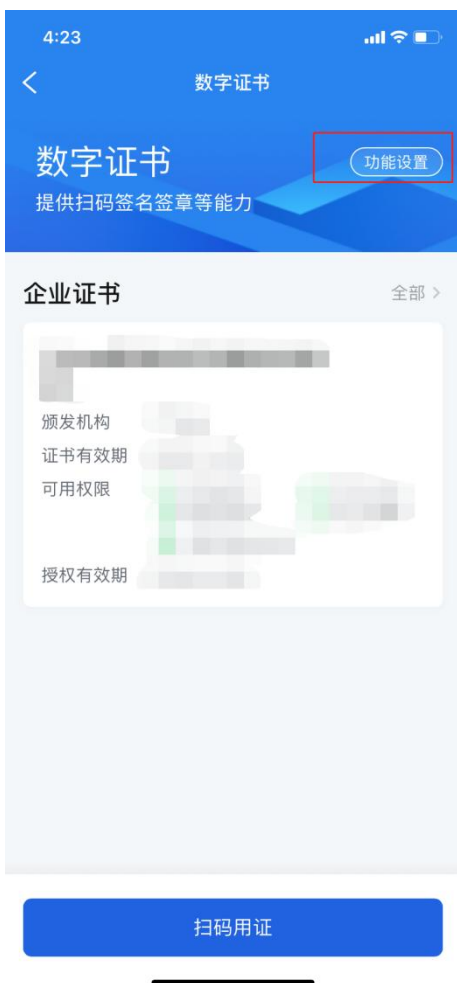 4:23
数字证书
数字证书
功能设置
提供扫码签名签章等能力
企业证书
全部 >
颁发机构
证书有效期
可用权限
授权有效期
扫码用证